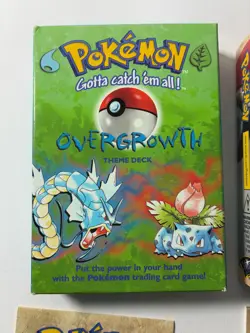 POKéMON
Gotta catch 'em all!
OVERGROWTH
THEME DECK
Put the power in your hand
with the Pokémon trading card game!